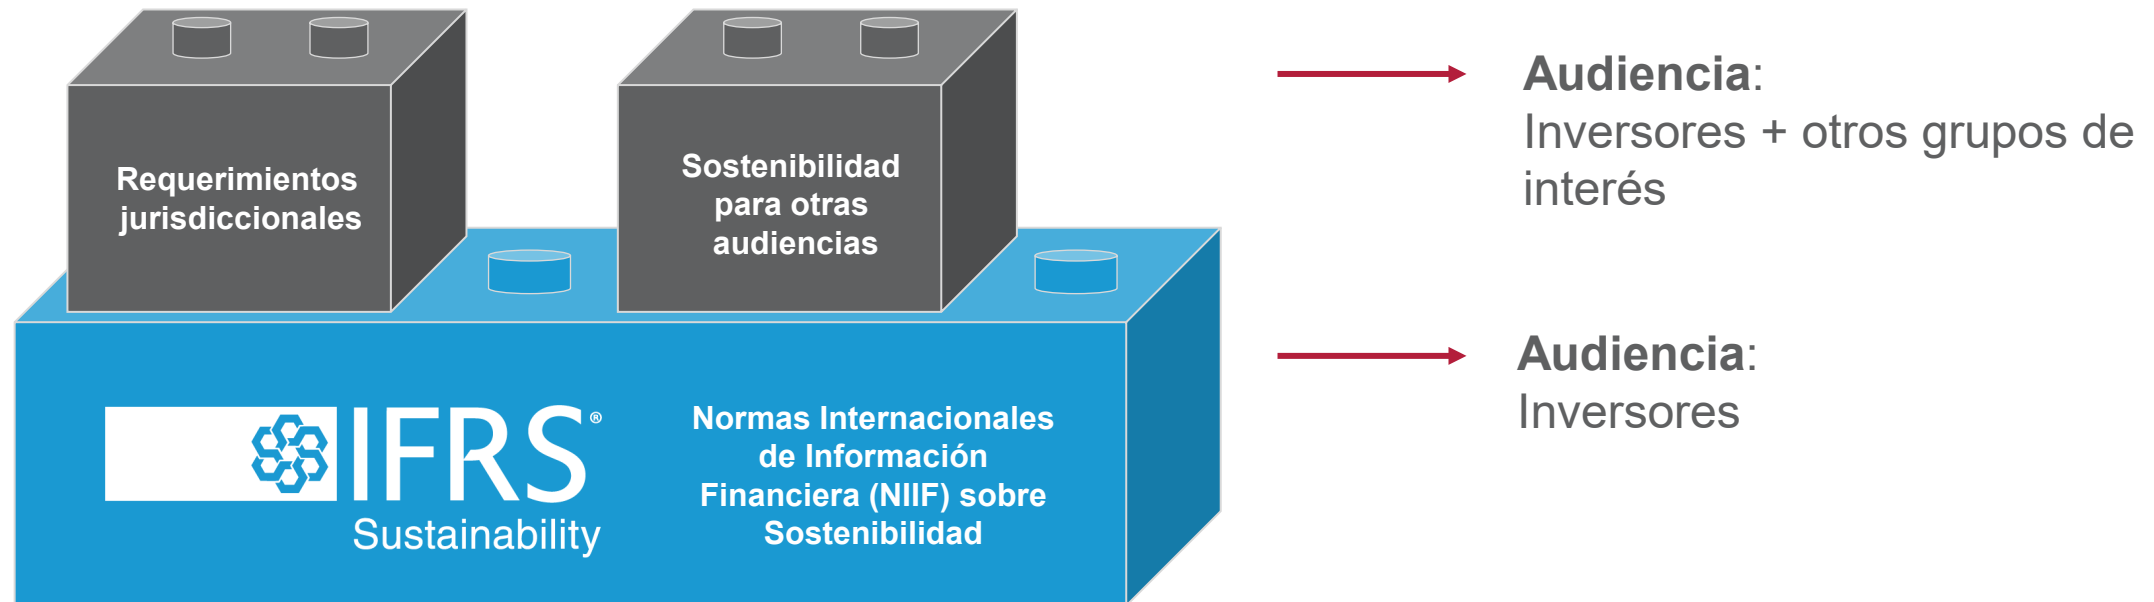 Requerimientos
jurisdiccionales
Sostenibilidad
para otras
audiencias
Audiencia:
Inversores + otros grupos de
interés
IFRS®
Sustainability
Normas Internacionales
de Información
Financiera (NIIF) sobre
Sostenibilidad
Audiencia:
Inversores